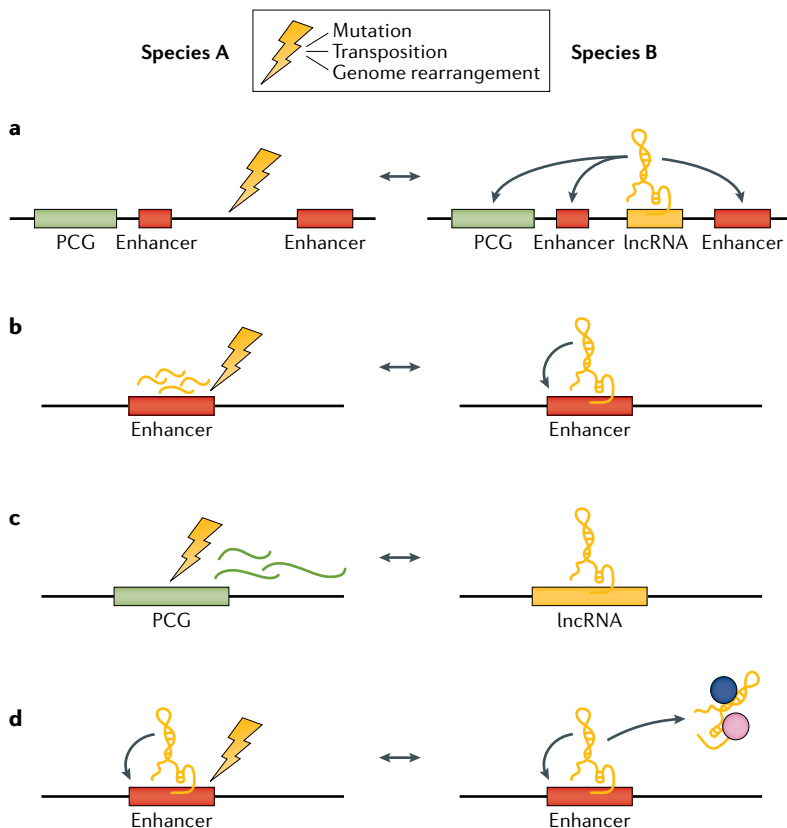 Species A
Mutation
Transposition
Genome rearrangement
Species B
a
PCG
Enhancer
Enhancer
PCG
Enhancer
lncRNA
Enhancer
b
Enhancer
Enhancer
c
PCG
lncRNA
d
Enhancer
Enhancer